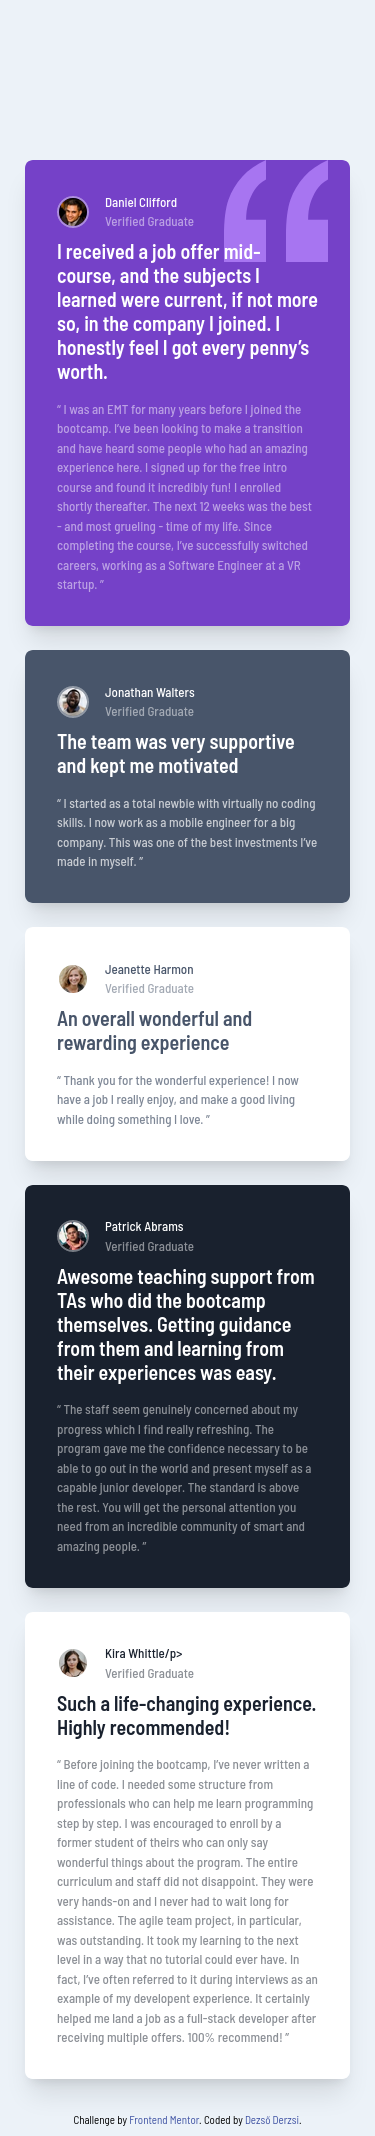 Daniel Clifford
Verified Graduate
I received a job offer mid-
course, and the subjects I
learned were current, if not more
so, in the company I joined. I
honestly feel I got every penny’s
worth.
“ I was an EMT for many years before I joined the
bootcamp. I’ve been looking to make a transition
and have heard some people who had an amazing
experience here. I signed up for the free intro
course and found it incredibly fun! I enrolled
shortly thereafter. The next 12 weeks was the best
- and most grueling - time of my life. Since
completing the course, I’ve successfully switched
careers, working as a Software Engineer at a VR
startup. ”
Jonathan Walters
Verified Graduate
The team was very supportive
and kept me motivated
“ I started as a total newbie with virtually no coding
skills. I now work as a mobile engineer for a big
company. This was one of the best investments I’ve
made in myself. ”
Jeanette Harmon
Verified Graduate
An overall wonderful and
rewarding experience
“ Thank you for the wonderful experience! I now
have a job I really enjoy, and make a good living
while doing something I love. ”
Patrick Abrams
Verified Graduate
Awesome teaching support from
TAs who did the bootcamp
themselves. Getting guidance
from them and learning from
their experiences was easy.
“ The staff seem genuinely concerned about my
progress which I find really refreshing. The
program gave me the confidence necessary to be
able to go out in the world and present myself as a
capable junior developer. The standard is above
the rest. You will get the personal attention you
need from an incredible community of smart and
amazing people. ”
Kira Whittle/p>
Verified Graduate
Such a life-changing experience.
Highly recommended!
“ Before joining the bootcamp, I’ve never written a
line of code. I needed some structure from
professionals who can help me learn programming
step by step. I was encouraged to enroll by a
former student of theirs who can only say
wonderful things about the program. The entire
curriculum and staff did not disappoint. They were
very hands-on and I never had to wait long for
assistance. The agile team project, in particular,
was outstanding. It took my learning to the next
level in a way that no tutorial could ever have. In
fact, I’ve often referred to it during interviews as an
example of my developent experience. It certainly
helped me land a job as a full-stack developer after
receiving multiple offers. 100% recommend! ”
Challenge by Frontend Mentor. Coded by Dezső Derzsi.